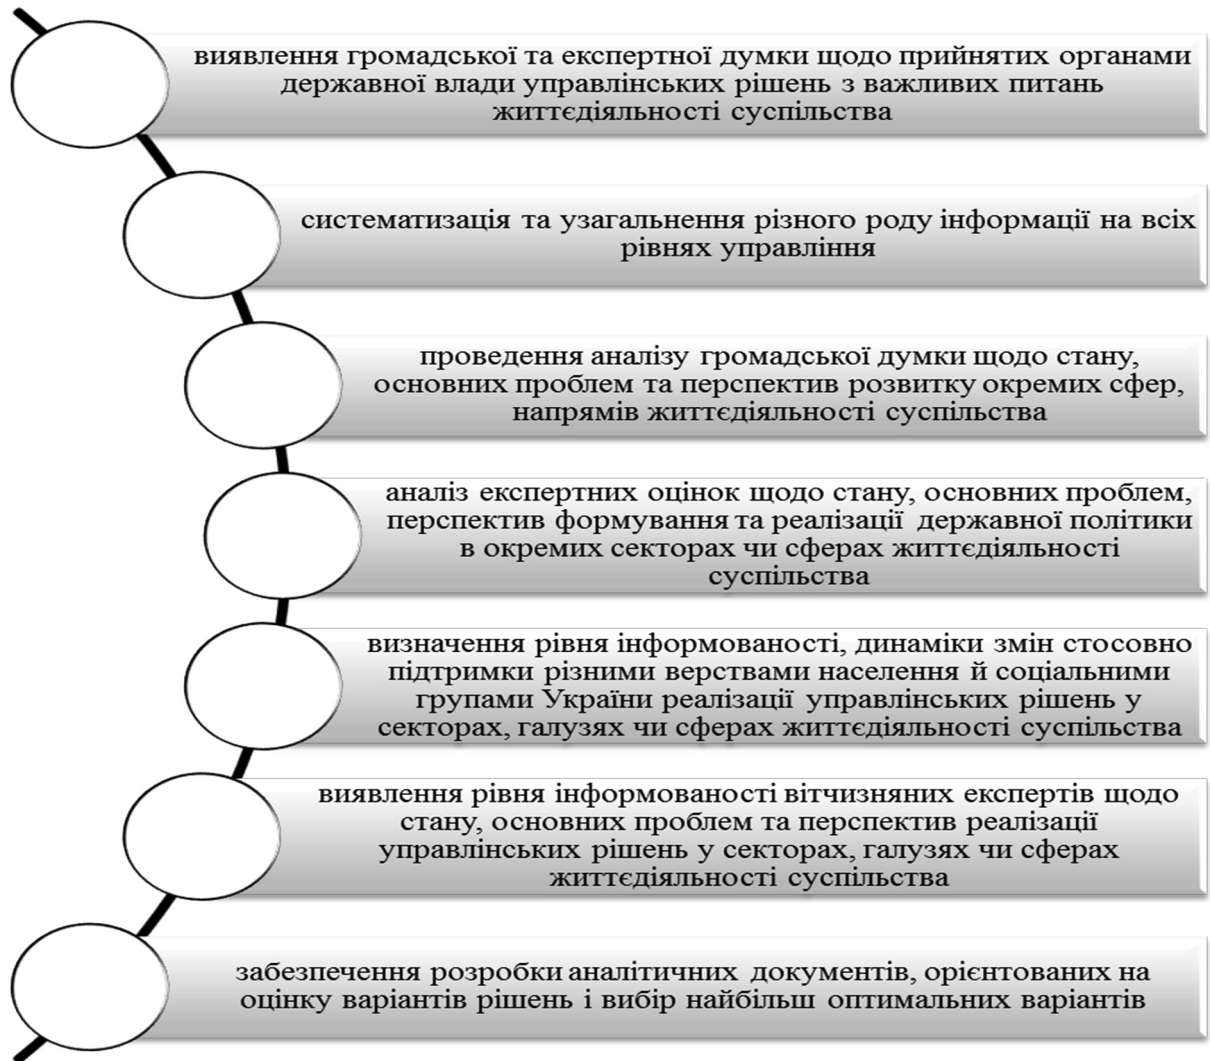 виявлення громадської та експертної думки щодо прийнятих органами
державної влади управлінських рішень з важливих питань
життєдіяльності суспільства
систематизація та узагальнення різного роду інформації на всіх
рівнях управління
проведення аналізу громадської думки щодо стану,
основних проблем та перспектив розвитку окремих сфер,
напрямів життєдіяльності суспільства
аналіз експертних оцінок щодо стану, основних проблем,
перспектив формування та реалізації державної політики
в окремих секторах чи сферах життєдіяльності
суспільства
визначення рівня інформованості, динаміки змін стосовно
підтримки різними верствами населення й соціальними
групами України реалізації управлінських рішень у
секторах, галузях чи сферах життєдіяльності суспільства
виявлення рівня інформованості вітчизняних експертів щодо
стану, основних проблем та перспектив реалізації
управлінських рішень у секторах, галузях чи сферах
життєдіяльності суспільства
забезпечення розробки аналітичних документів, орієнтованих на
оцінку варіантів рішень і вибір найбільш оптимальних варіантів